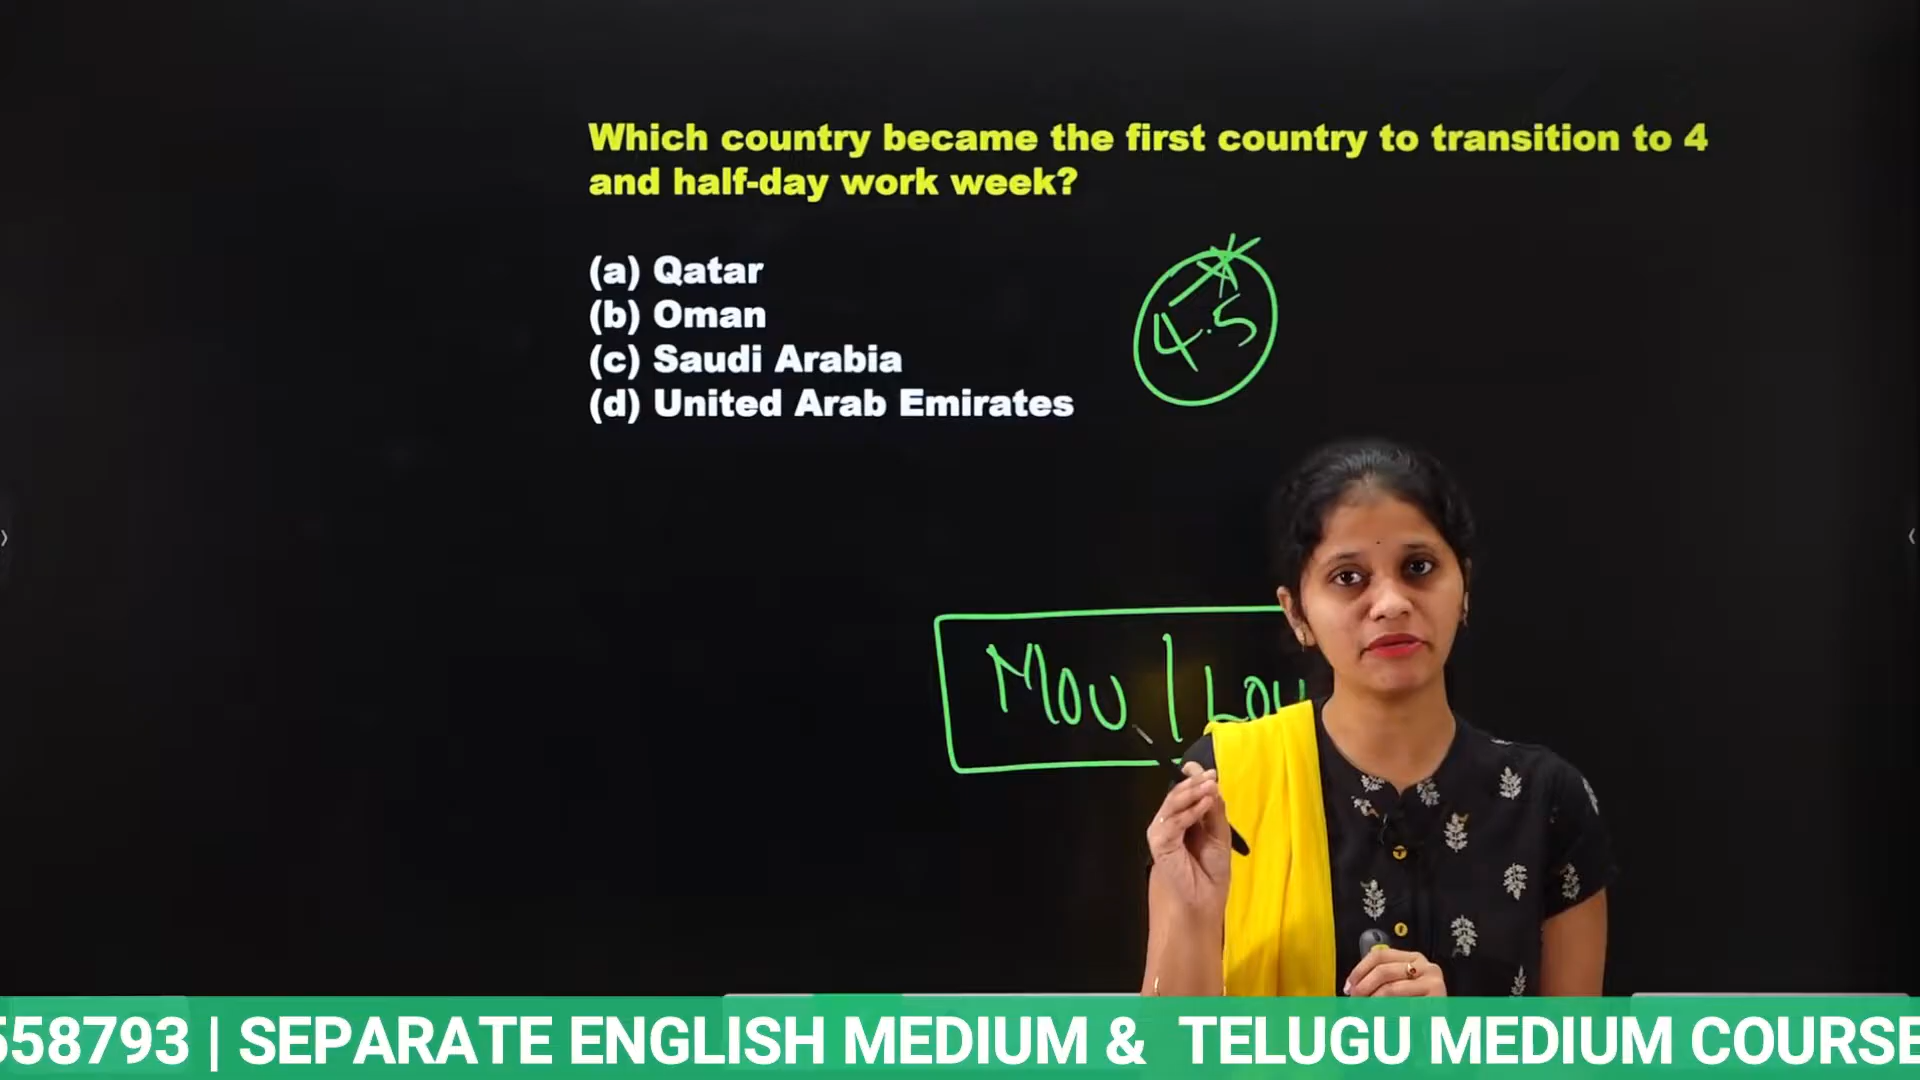 Which country became the first country to transition to 4
and half-day work week?
(a) Qatar
(b) Oman
(c) Saudi Arabia
(d) United Arab Emirates
4.5
MOU | LOU
558793 | SEPARATE ENGLISH MEDIUM & TELUGU MEDIUM COURSE